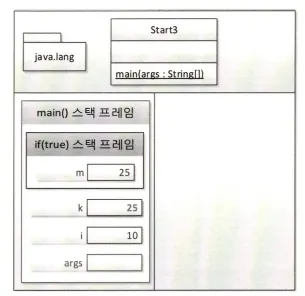 Start3
java.lang
main(args : String[])
main() 스택 프레임
if(true) 스택 프레임
m 25
k 25
i 10
args